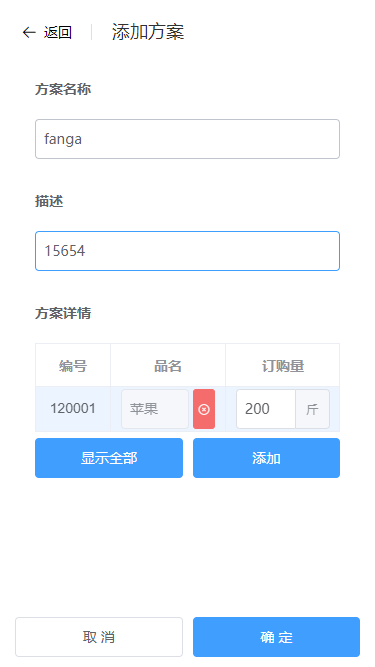 返回 添加方案
方案名称
fanga
描述
15654
方案详情
编号 品名 订购量
120001 苹果 200 斤
显示全部 添加
取 消 确 定